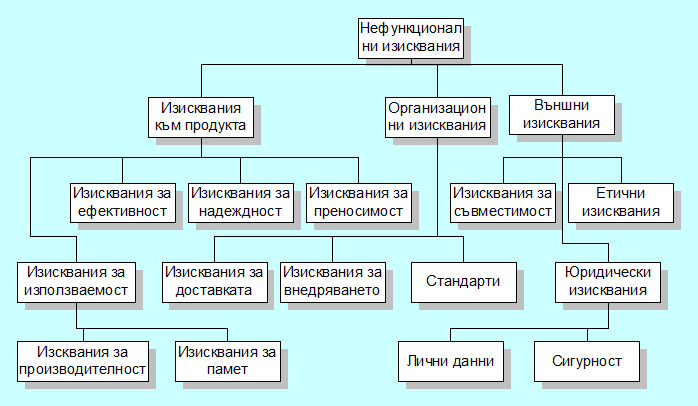 Нефункционал
ни изисквания
Изисквания
към продукта
Организацион
ни изисквания
Външни
изисквания
Изисквания за
ефективност
Изисквания за
надеждност
Изисквания за
преносимост
Изисквания за
съвместимост
Етични
изисквания
Изисквания за
използваемост
Изисквания за
доставката
Изисквания за
внедряването
Стандарти
Юридически
изисквания
Изсквания за
производителност
Изисквания за
памет
Лични данни
Сигурност